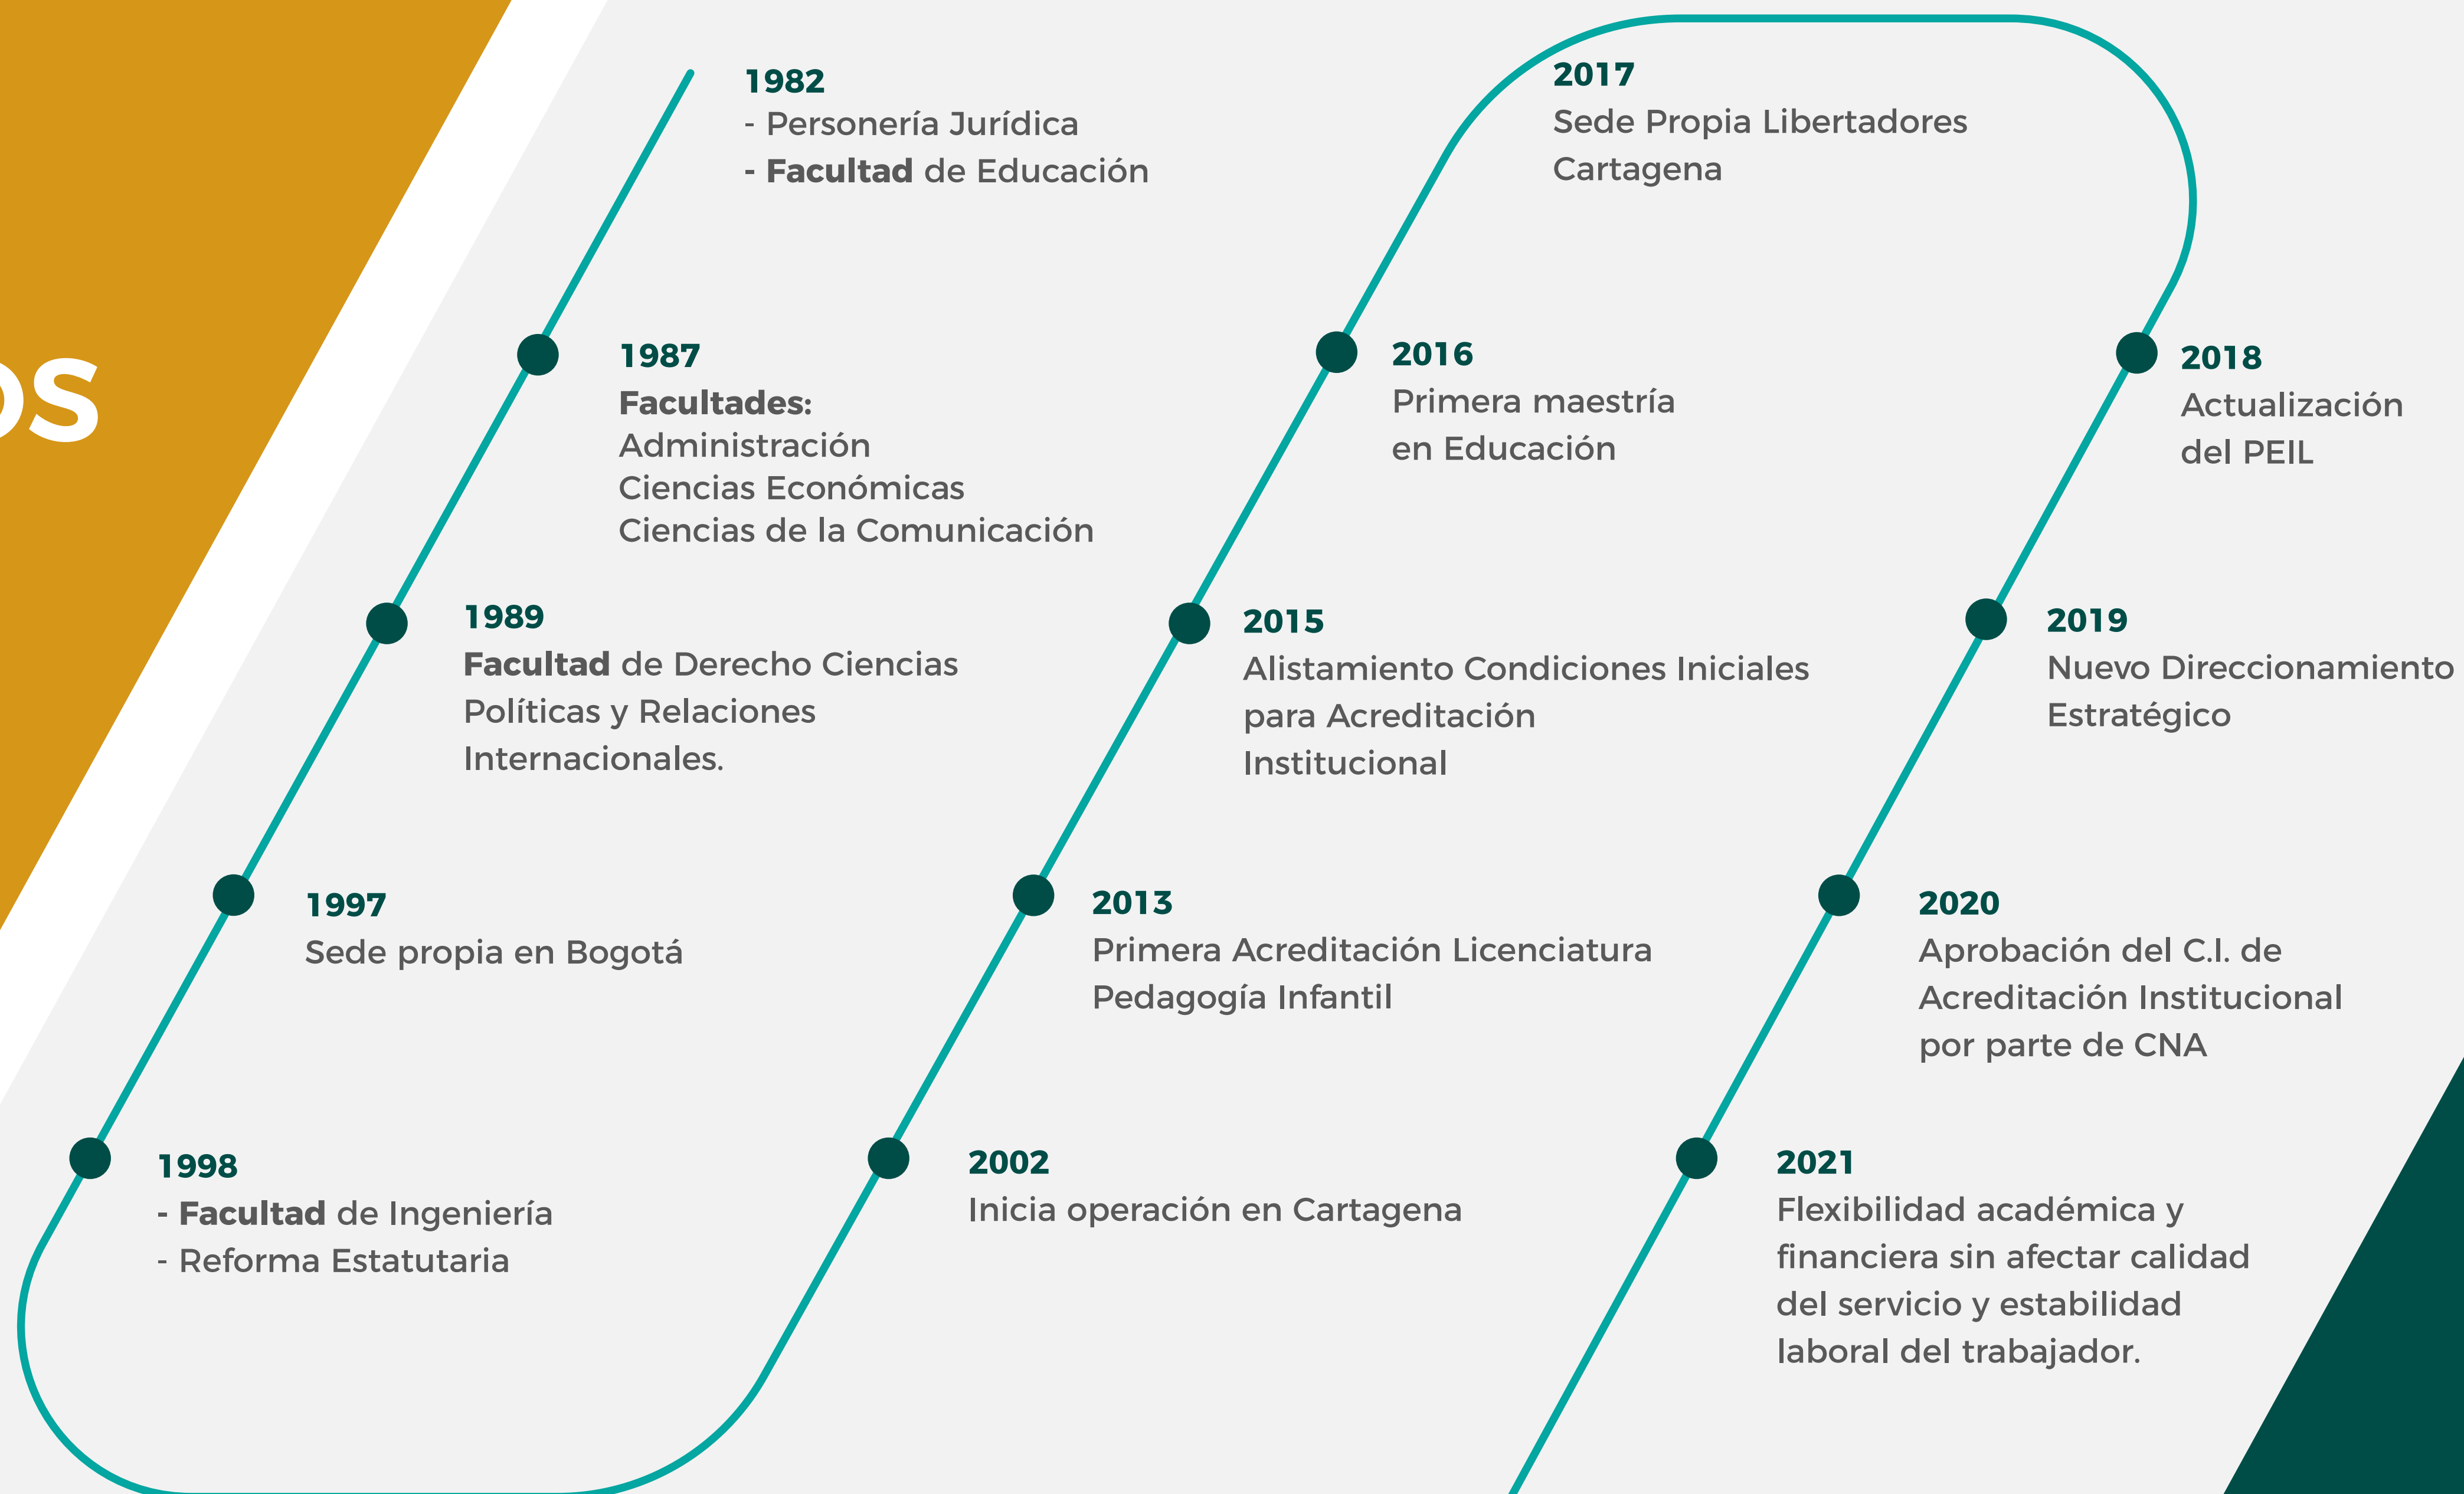 os
1982
- Personería Jurídica
- Facultad de Educación
1987
Facultades:
Administración
Ciencias Económicas
Ciencias de la Comunicación
1989
Facultad de Derecho Ciencias
Políticas y Relaciones
Internacionales.
1997
Sede propia en Bogotá
1998
- Facultad de Ingeniería
- Reforma Estatutaria
2002
Inicia operación en Cartagena
2013
Primera Acreditación Licenciatura
Pedagogía Infantil
2015
Alistamiento Condiciones Iniciales
para Acreditación
Institucional
2016
Primera maestría
en Educación
2017
Sede Propia Libertadores
Cartagena
2018
Actualización
del PEIL
2019
Nuevo Direccionamiento
Estratégico
2020
Aprobación del C.I. de
Acreditación Institucional
por parte de CNA
2021
Flexibilidad académica y
financiera sin afectar calidad
del servicio y estabilidad
laboral del trabajador.